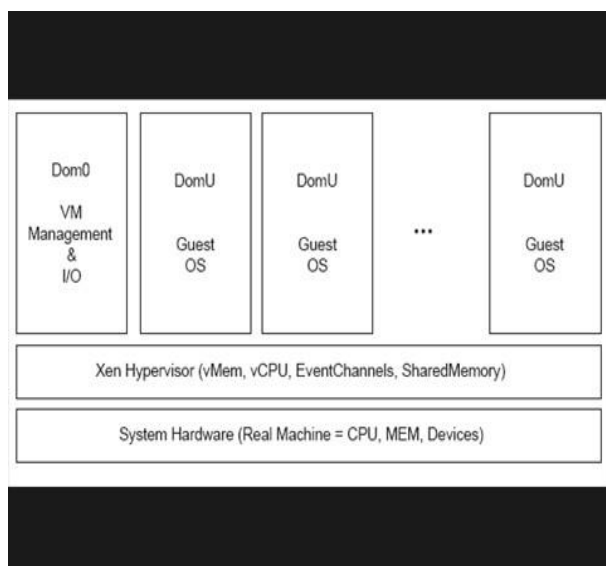 Dom0
VM
Management
&
I/O
DomU
Guest
OS
DomU
Guest
OS
...
DomU
Guest
OS
Xen Hypervisor (vMem, vCPU, EventChannels, SharedMemory)
System Hardware (Real Machine = CPU, MEM, Devices)